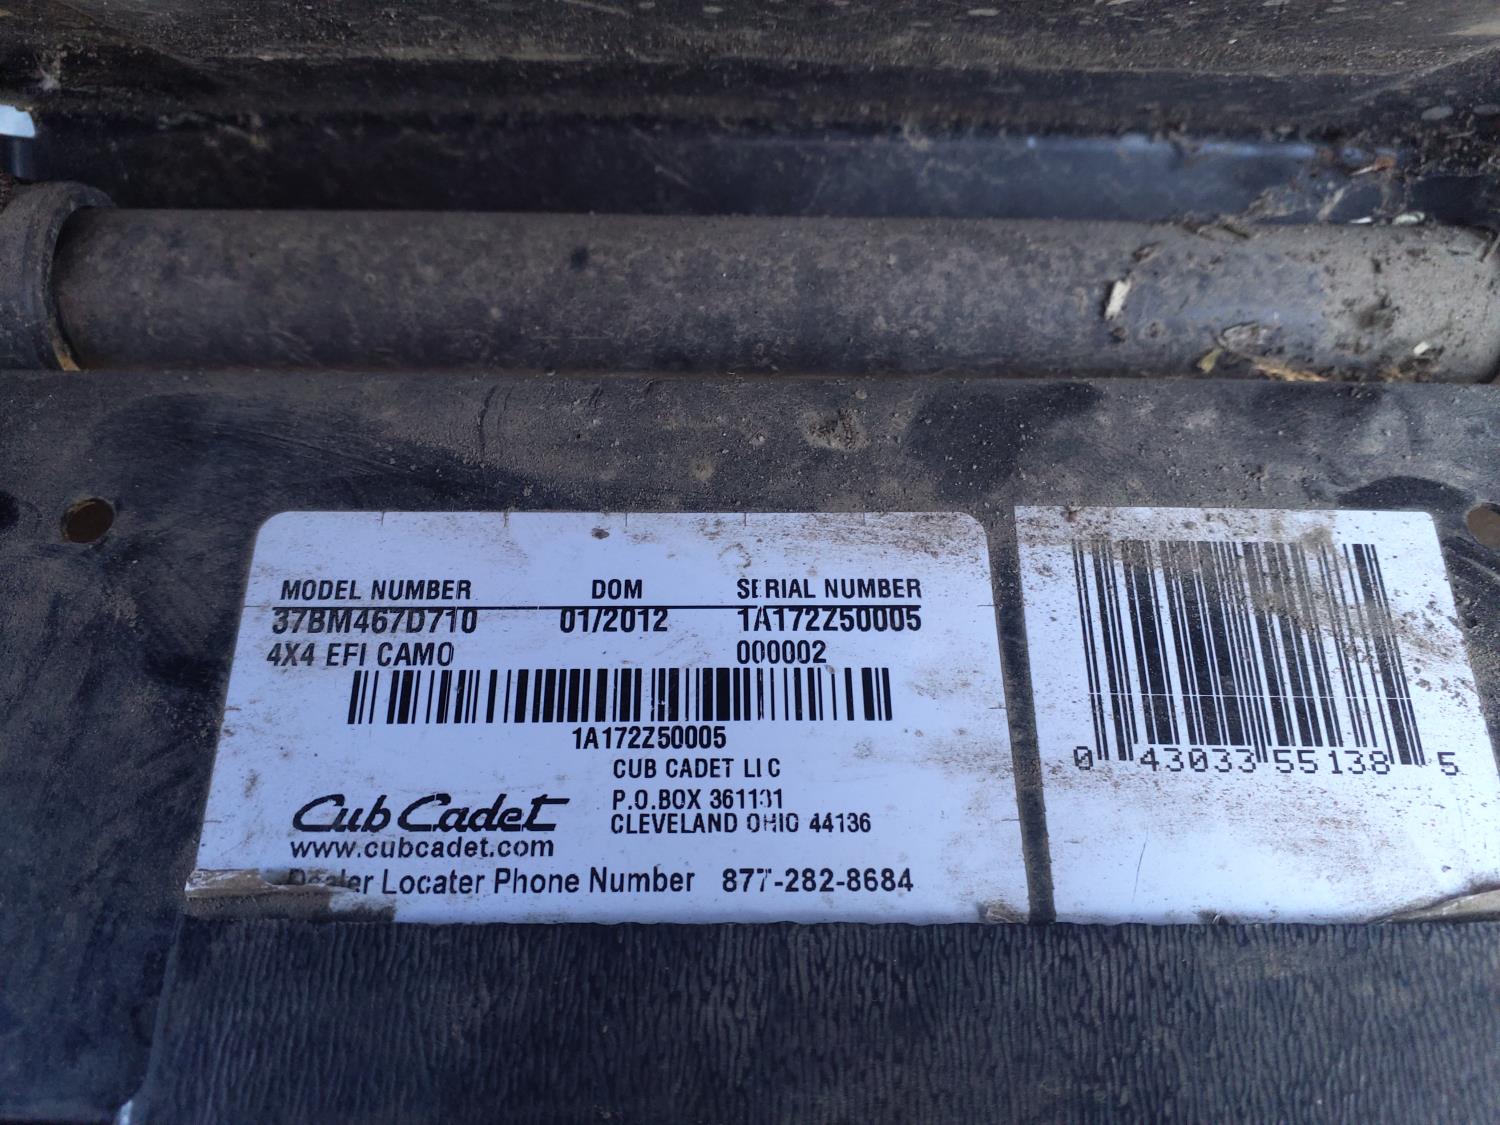 MODEL NUMBER DOM SERIAL NUMBER
37BM467D710 01/2012 1A172Z50005
4X4 EFI CAMO 000002
1A172Z50005
CUB CADET LLC
P.O.BOX 361131
CLEVELAND OHIO 44136
Cub Cadet
www.cubcadet.com
Dealer Locater Phone Number 877-282-8684
0 43033 55138 5